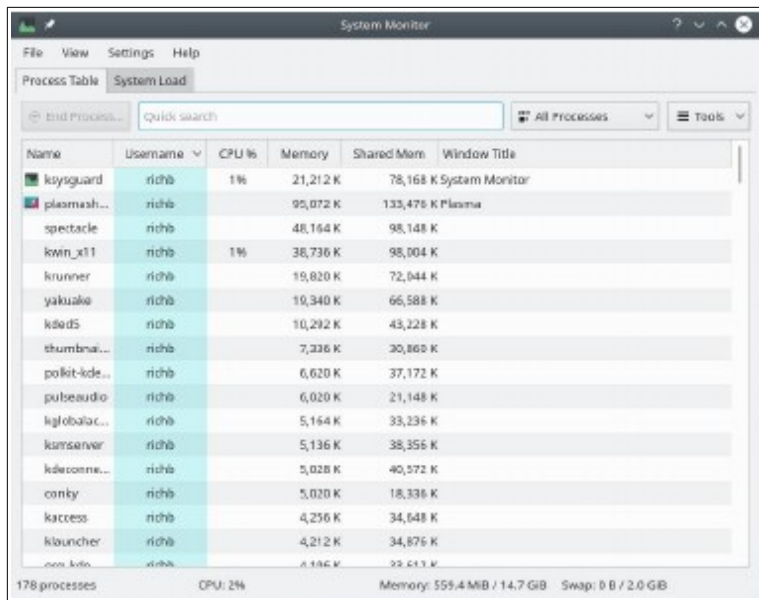 System Monitor
File View Settings Help
Process Table System Load
End Process... Quick search All Processes Tools
Name Username CPU % Memory Shared Mem Window Title
ksysguard richb 1% 21,212 K 78,168 K System Monitor
plasmash... richb 95,072 K 133,476 K Plasma
spectacle richb 48,164 K 98,148 K
kwin_x11 richb 1% 38,736 K 98,004 K
krunner richb 19,820 K 72,944 K
yakuake richb 19,340 K 66,588 K
kded5 richb 10,292 K 43,228 K
thumbnai... richb 7,336 K 30,860 K
polkit-kde... richb 6,620 K 37,172 K
pulseaudio richb 6,020 K 21,148 K
kglobalac... richb 5,164 K 33,236 K
ksmserver richb 5,136 K 38,356 K
kdeconne... richb 5,028 K 40,572 K
conky richb 5,020 K 18,336 K
kaccess richb 4,256 K 34,648 K
klauncher richb 4,212 K 34,876 K
richb
178 processes CPU: 2% Memory: 559.4 MiB / 14.7 GiB Swap: 0 B / 2.0 GiB